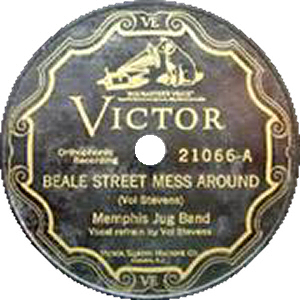 VE
"HIS MASTER'S VOICE"
VICTOR
Orthophonic
Recording
21066-A
BEALE STREET MESS AROUND
(Vol Stevens)
Memphis Jug Band
Vocal refrain by Vol Stevens
VICTOR TALKING MACHINE CO.
VE